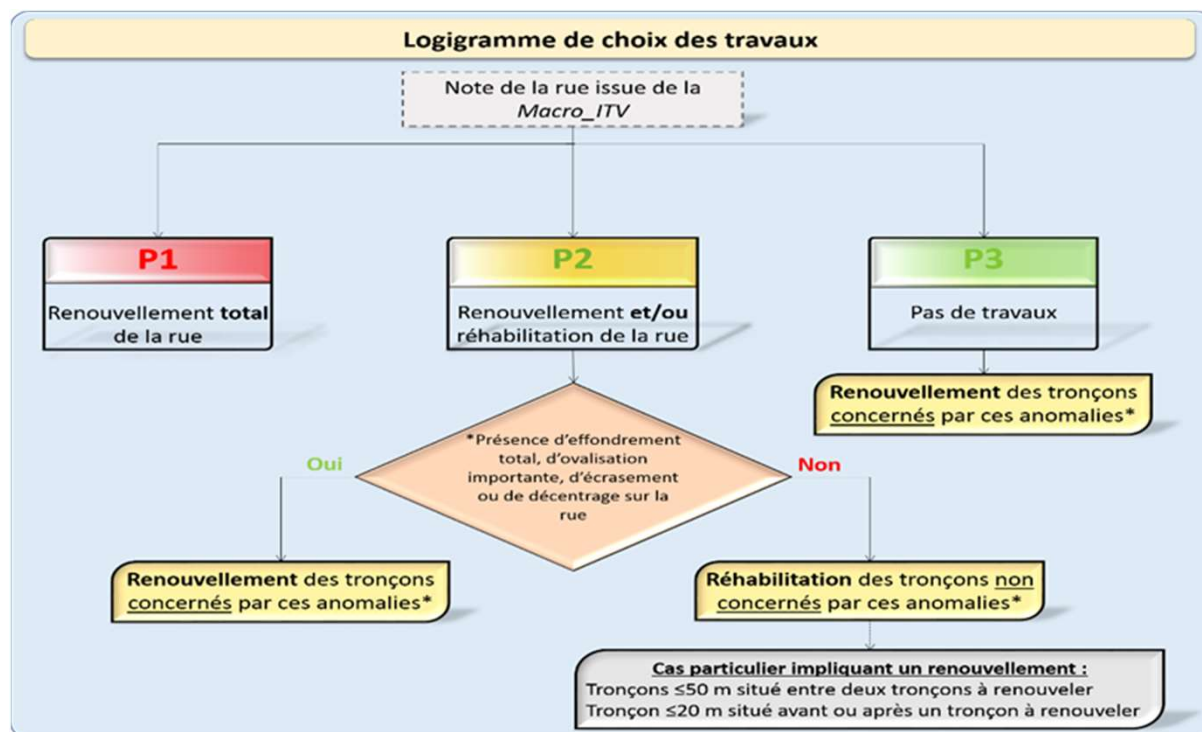 Logigramme de choix des travaux
Note de la rue issue de la
Macro_ITV
P1
Renouvellement total
de la rue
P2
Renouvellement et/ou
réhabilitation de la rue
P3
Pas de travaux
Renouvellement des tronçons
concernés par ces anomalies*
*Présence d'effondrement
total, d'ovalisation
importante, d'écrasement
ou de décentrage sur la
rue
Oui
Non
Renouvellement des tronçons
concernés par ces anomalies*
Réhabilitation des tronçons non
concernés par ces anomalies*
Cas particulier impliquant un renouvellement :
Tronçons ≤50 m situé entre deux tronçons à renouveler
Tronçon ≤20 m situé avant ou après un tronçon à renouveler